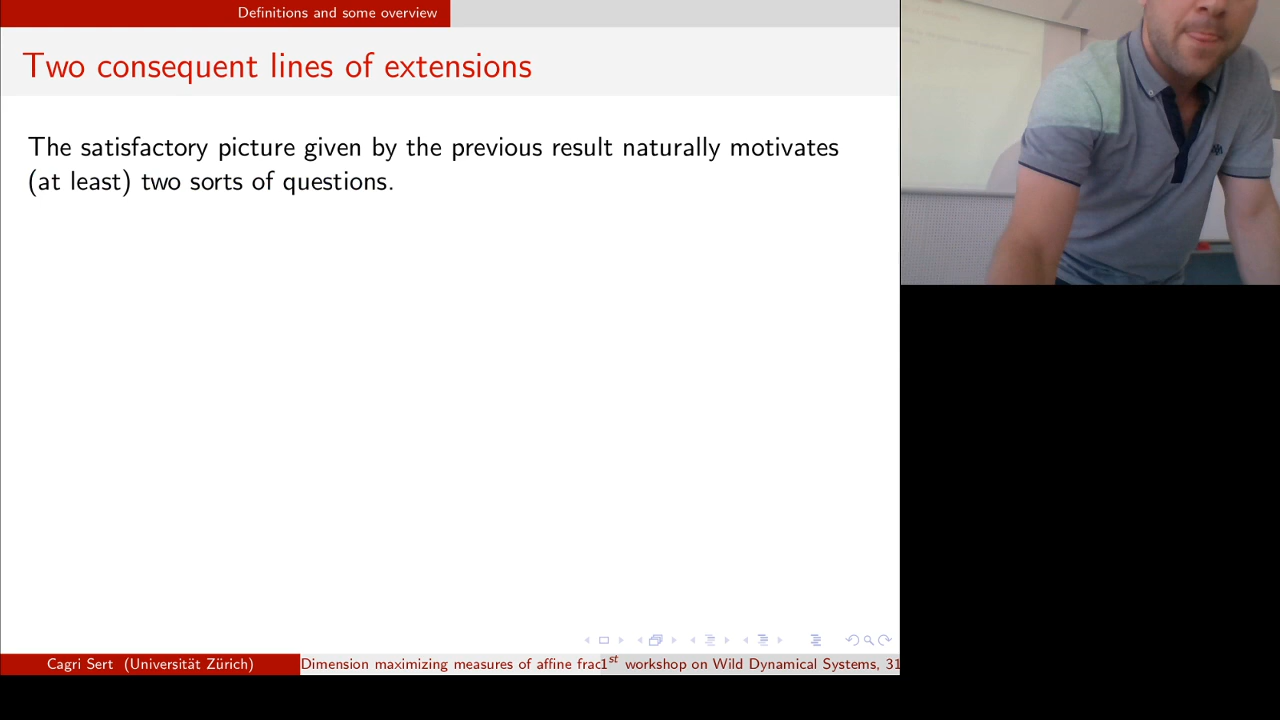 Definitions and some overview
Two consequent lines of extensions
The satisfactory picture given by the previous result naturally motivates
(at least) two sorts of questions.
Cagri Sert (Universität Zürich)
Dimension maximizing measures of affine frac
1st workshop on Wild Dynamical Systems, 31